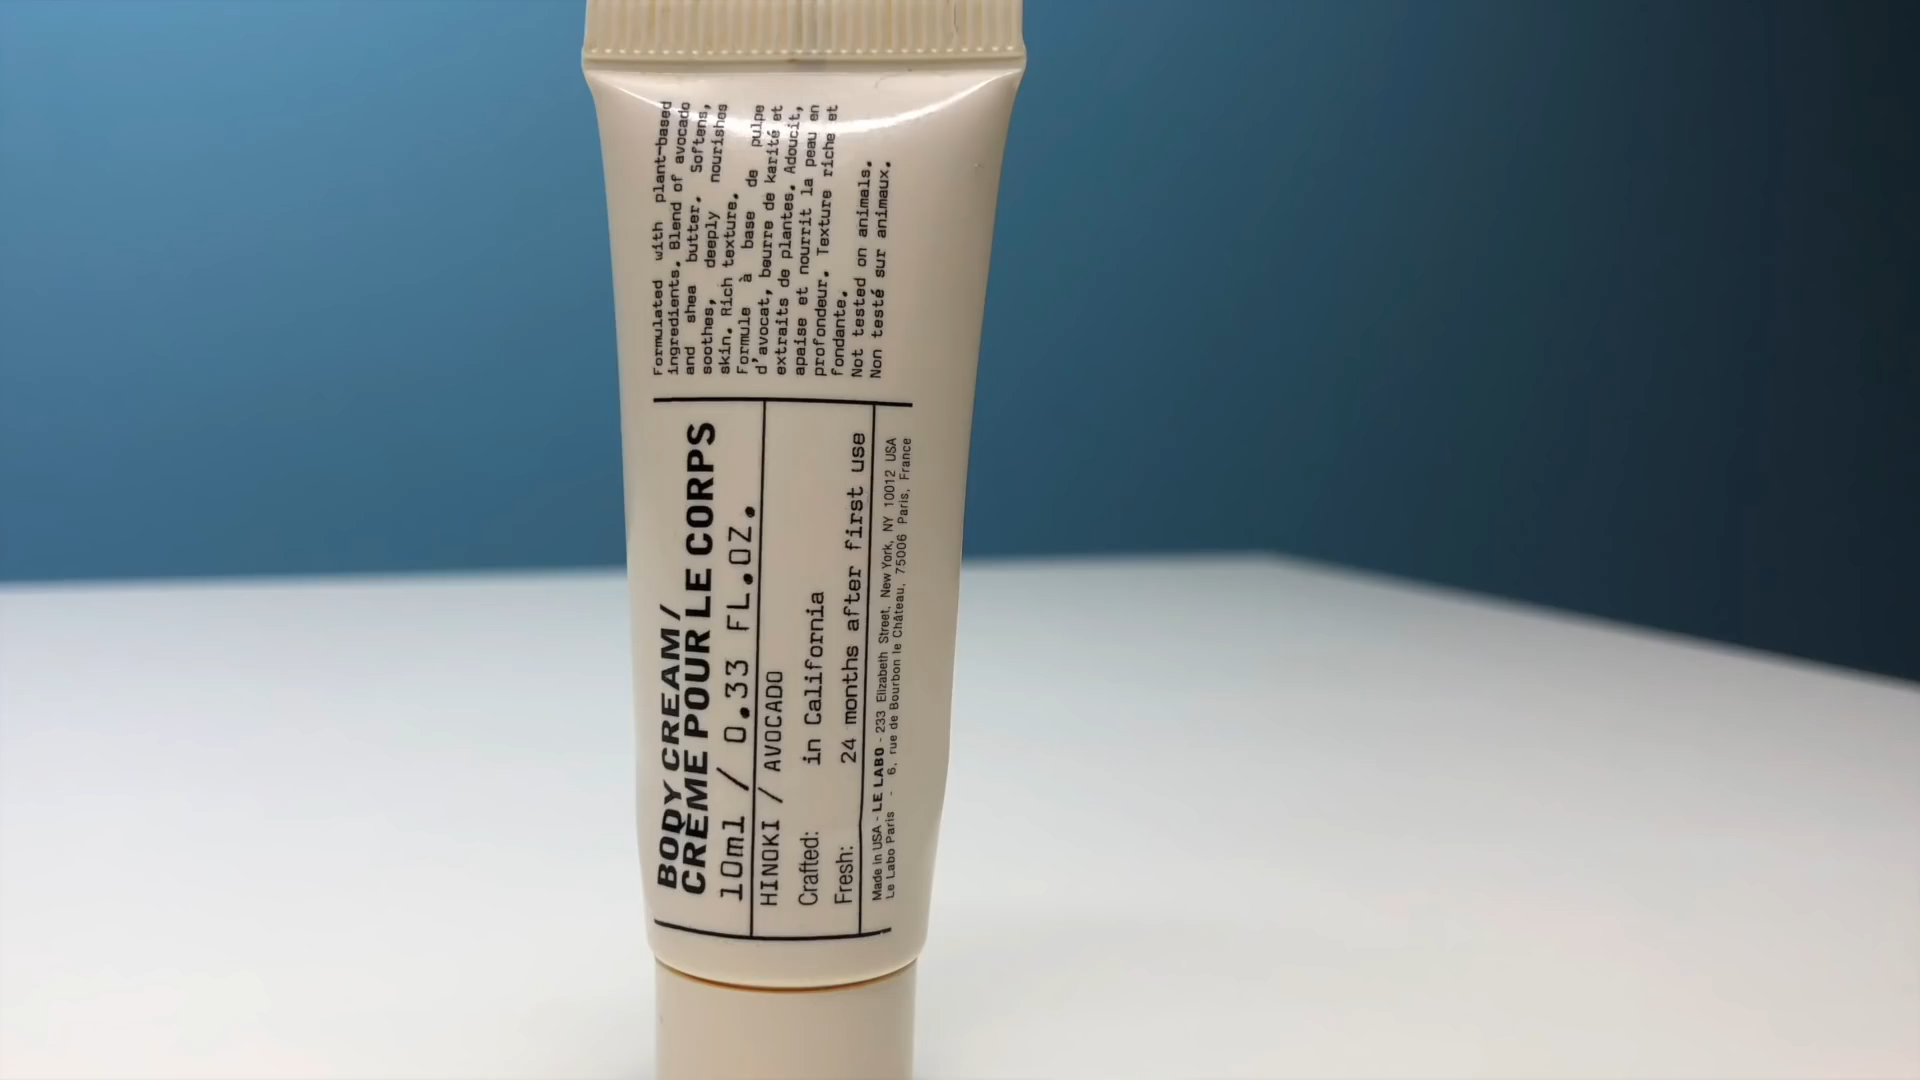 Formulated with plant-based
ingredients. Blend of avocado
and shea butter. Softens,
soothes, deeply nourishes
skin. Rich texture.
Formule à base de pulpe
d'avocat, beurre de karité et
extraits de plantes. Adoucit,
apaise et nourrit la peau en
profondeur. Texture riche et
fondante.
Not tested on animals.
Non testé sur animaux.
BODY CREAM/
CRÈME POUR LE CORPS
10ml / 0.33 FL.OZ.
HINOKI / AVOCADO
Crafted: in California
Fresh: 24 months after first use
Made in USA - LE LABO - 233 Elizabeth Street, New York, NY 10012 USA
Le Labo Paris - 6, rue de Bourbon le Château, 75006 Paris, France